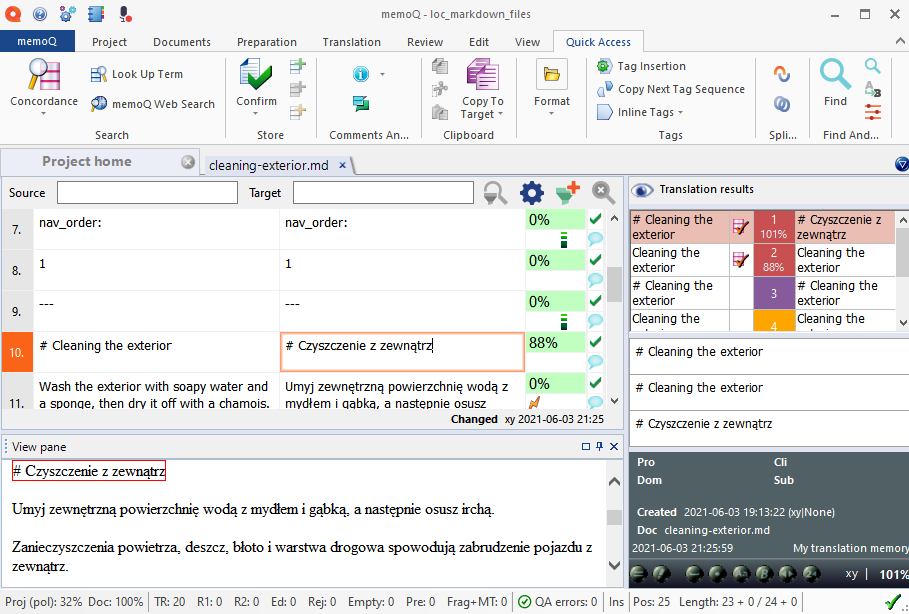 memoQ - loc_markdown_files
memoQ Project Documents Preparation Translation Review Edit View Quick Access
Concordance
Look Up Term
memoQ Web Search
Search
Confirm
Store
Comments An...
Copy To
Target
Clipboard
Format
Tag Insertion
Copy Next Tag Sequence
Inline Tags
Tags
Spli...
Find
Find And...
Project home
cleaning-exterior.md
Source
Target
7. nav_order: nav_order: 0%
8. 1 1 0%
9. --- --- 0%
10. # Cleaning the exterior # Czyszczenie z zewnątrz 88%
11. Wash the exterior with soapy water and Umyj zewnętrzną powierzchnię wodą z 0%
a sponge, then dry it off with a chamois. mydłem i gąbką, a następnie osusz
Changed xy 2021-06-03 21:25
View pane
# Czyszczenie z zewnątrz
Umyj zewnętrzną powierzchnię wodą z mydłem i gąbką, a następnie osusz irchą.
Zanieczyszczenia powietrza, deszcz, błoto i warstwa drogowa spowodują zabrudzenie pojazdu z
zewnątrz.
Translation results
# Cleaning the 1 # Czyszczenie z
exterior 101% zewnątrz
Cleaning the 2 Cleaning the
exterior 88% exterior
# Cleaning the 3 # Cleaning the
exterior exterior
Cleaning the 4 Cleaning the
exterior exterior
# Cleaning the exterior
# Cleaning the exterior
# Czyszczenie z zewnątrz
Pro Cli
Dom Sub
Created 2021-06-03 19:13:22 (xy|None)
Doc cleaning-exterior.md
2021-06-03 21:25:59 My translation memory
xy | 101%
Proj (pol): 32% Doc: 100% TR: 20 R1: 0 R2: 0 Ed: 0 Rej: 0 Empty: 0 Pre: 0 Frag+MT: 0 QA errors: 0 Ins Pos: 25 Length: 23 + 0 / 24 + 0